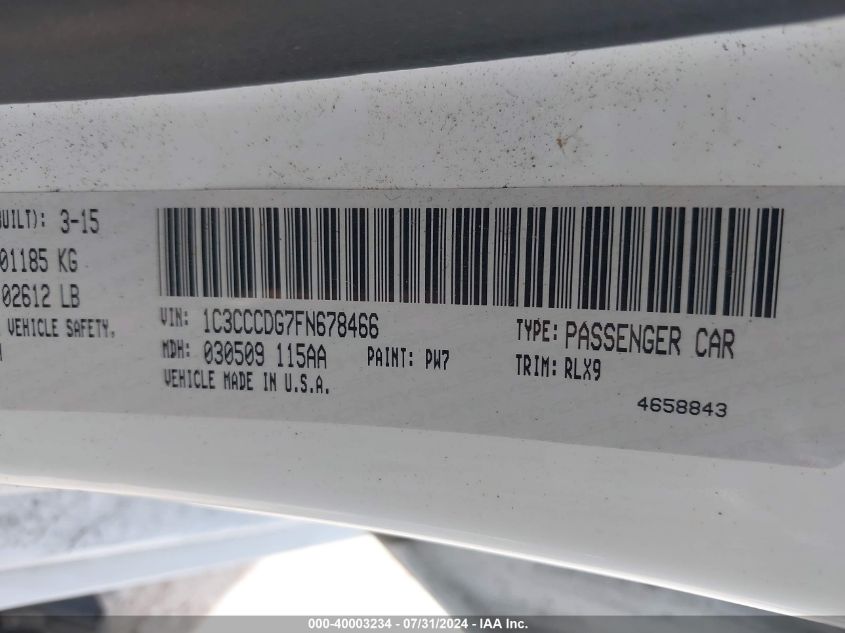 BUILT): 3-15
01185 KG
02612 LB
VEHICLE SAFETY,
VIN: 1C3CCCDG7FN678466
TYPE: PASSENGER CAR
MDH: 030509 115AA
PAINT: PW7
TRIM: RLX9
VEHICLE MADE IN U.S.A.
4658843
000-40003234 - 07/31/2024 - IAA Inc.